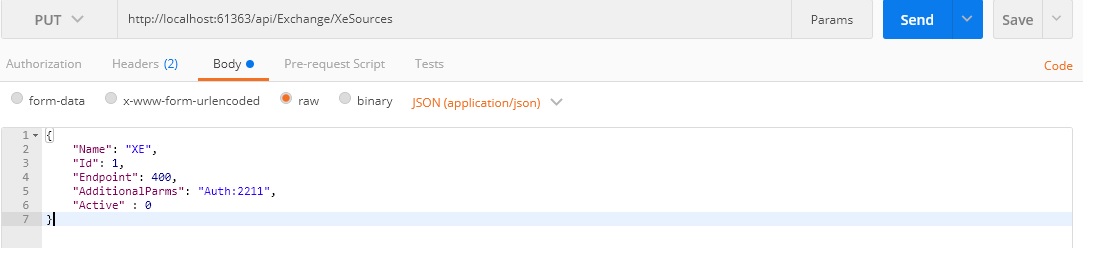 PUT http://localhost:61363/api/Exchange/XeSources Params Send Save
Authorization Headers (2) Body Pre-request Script Tests Code
form-data x-www-form-urlencoded raw binary JSON (application/json)
1 {
2 "Name": "XE",
3 "Id": 1,
4 "Endpoint": 400,
5 "AdditionalParms": "Auth:2211",
6 "Active" : 0
7 }